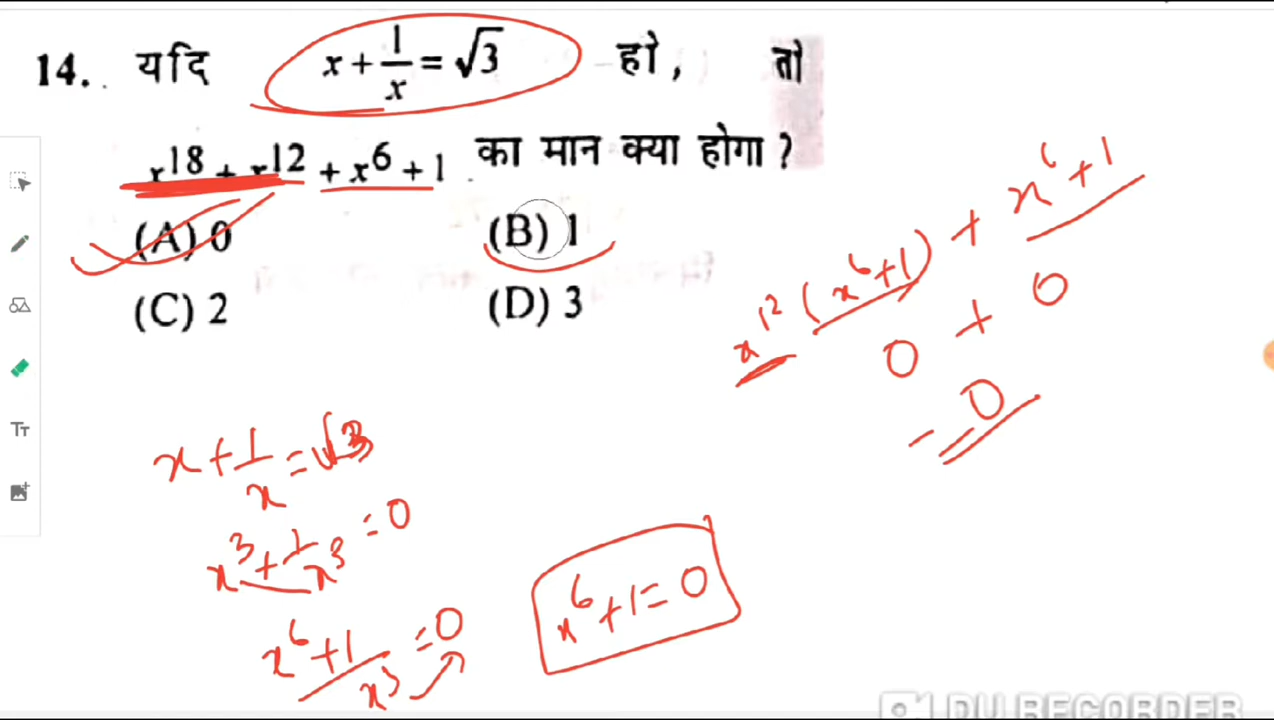 14. यदि x + 1/x = √3 हो, तो
x18 + x12 + x6 + 1 का मान क्या होगा ?
(A) 0 (B) 1
(C) 2 (D) 3
x12 (x6+1) + x6+1
0 + 0
= 0
x + 1/x = √3
x3 + 1/x3 = 0
x6+1/x3 = 0
x6+1=0
Tт
DU RECORDER